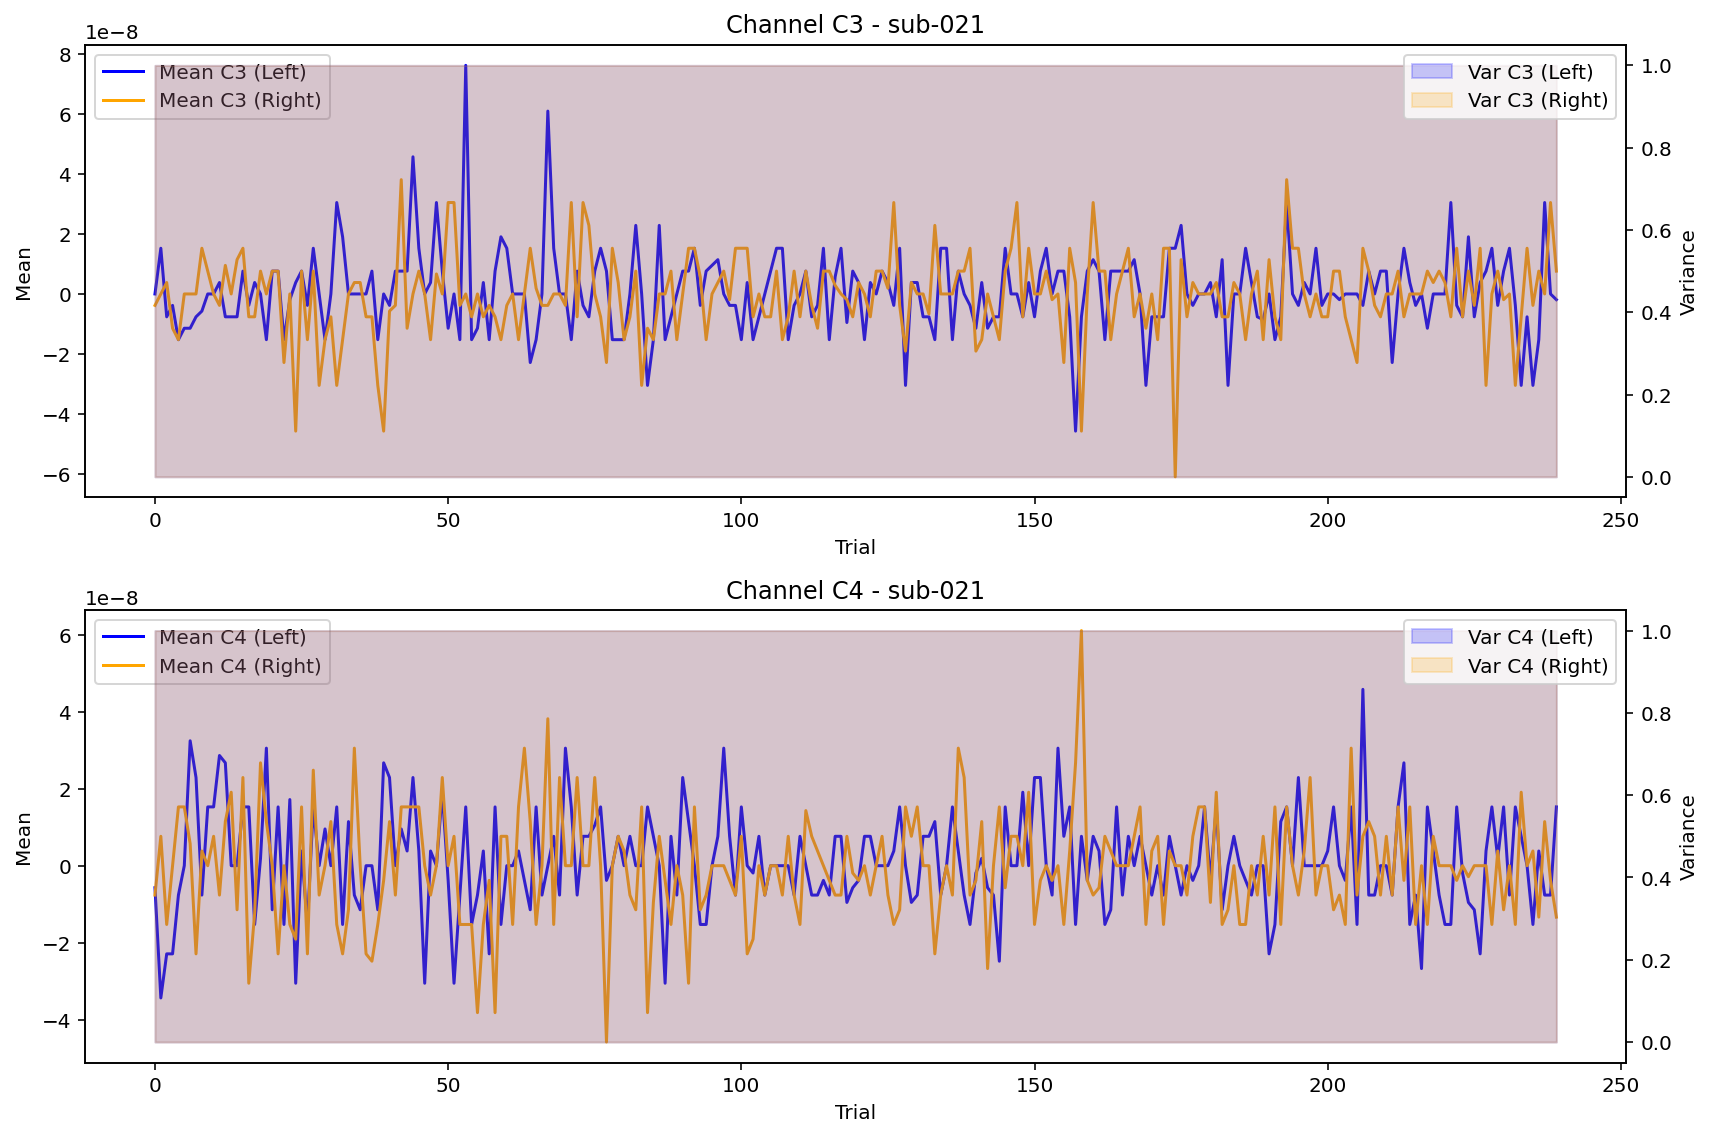 Channel C3 - sub-021
1e−8
Mean C3 (Left)
Mean C3 (Right)
Var C3 (Left)
Var C3 (Right)
8
6
4
2
0
−2
−4
−6
Mean
1.0
0.8
0.6
0.4
0.2
0.0
Variance
0 50 100 150 200 250
Trial
Channel C4 - sub-021
1e−8
Mean C4 (Left)
Mean C4 (Right)
Var C4 (Left)
Var C4 (Right)
6
4
2
0
−2
−4
Mean
1.0
0.8
0.6
0.4
0.2
0.0
Variance
0 50 100 150 200 250
Trial